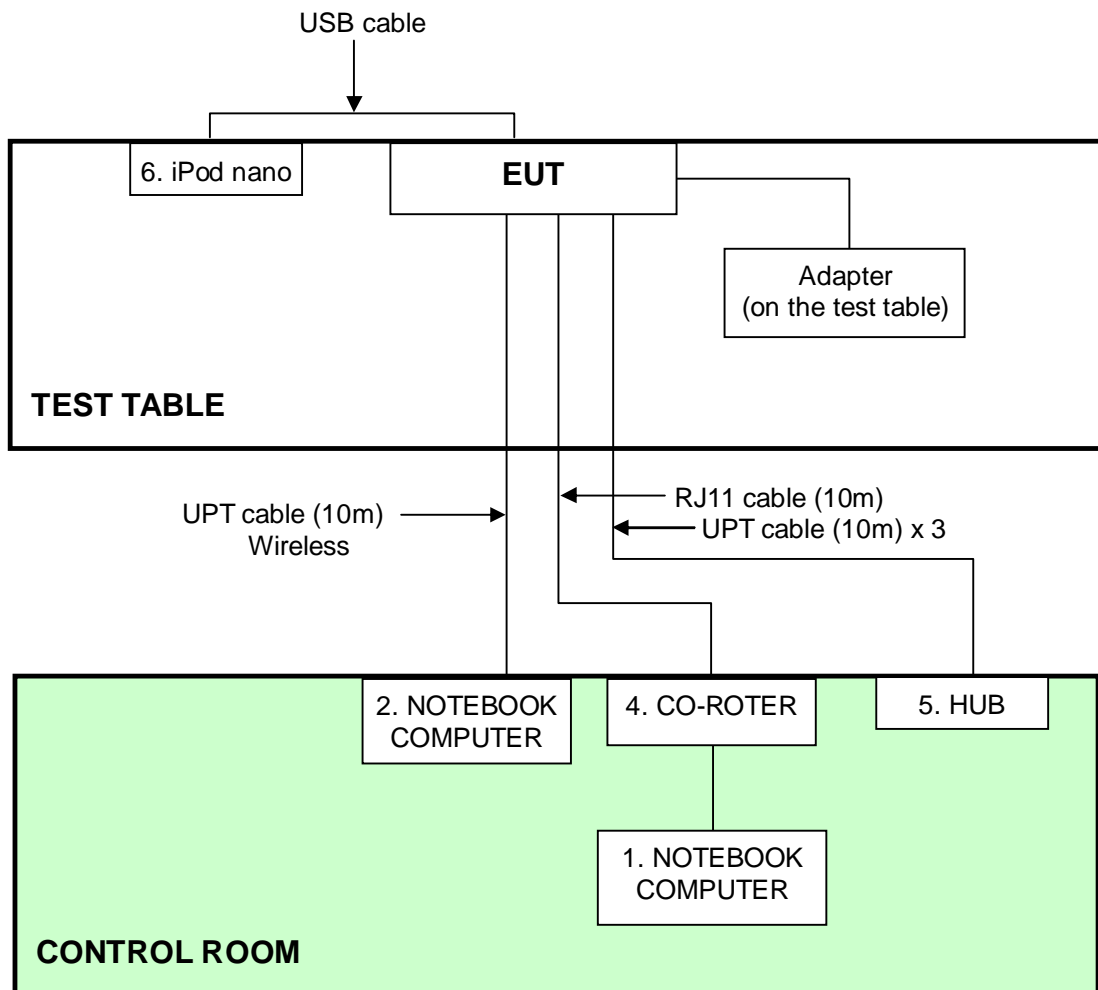 USB cable
6. iPod nano
EUT
Adapter
(on the test table)
TEST TABLE
UPT cable (10m)
Wireless
RJ11 cable (10m)
UPT cable (10m) x 3
2. NOTEBOOK
COMPUTER
4. CO-ROTER
5. HUB
1. NOTEBOOK
COMPUTER
CONTROL ROOM